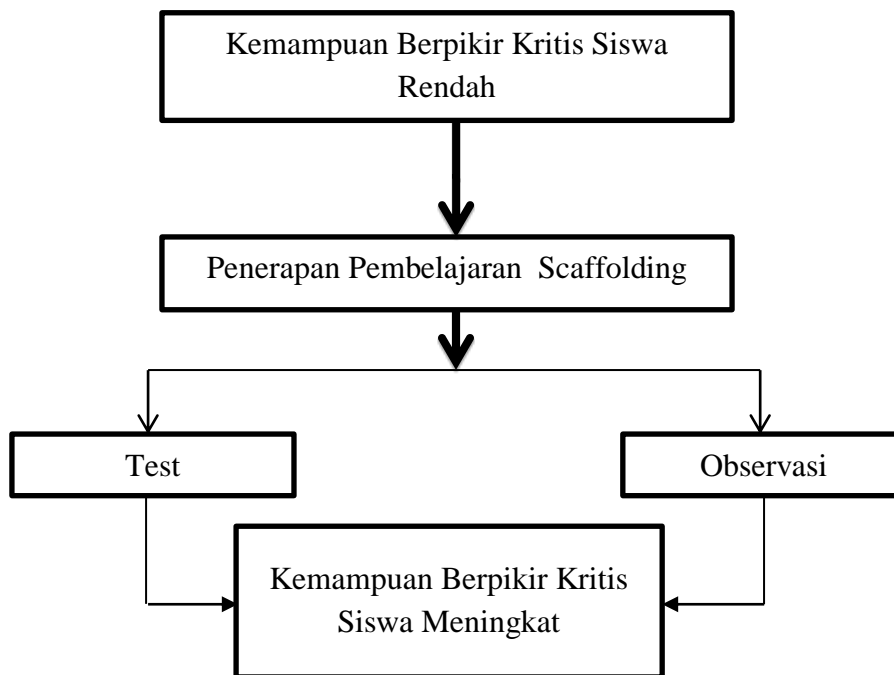 Kemampuan Berpikir Kritis Siswa
Rendah
Penerapan Pembelajaran Scaffolding
Test
Observasi
Kemampuan Berpikir Kritis
Siswa Meningkat